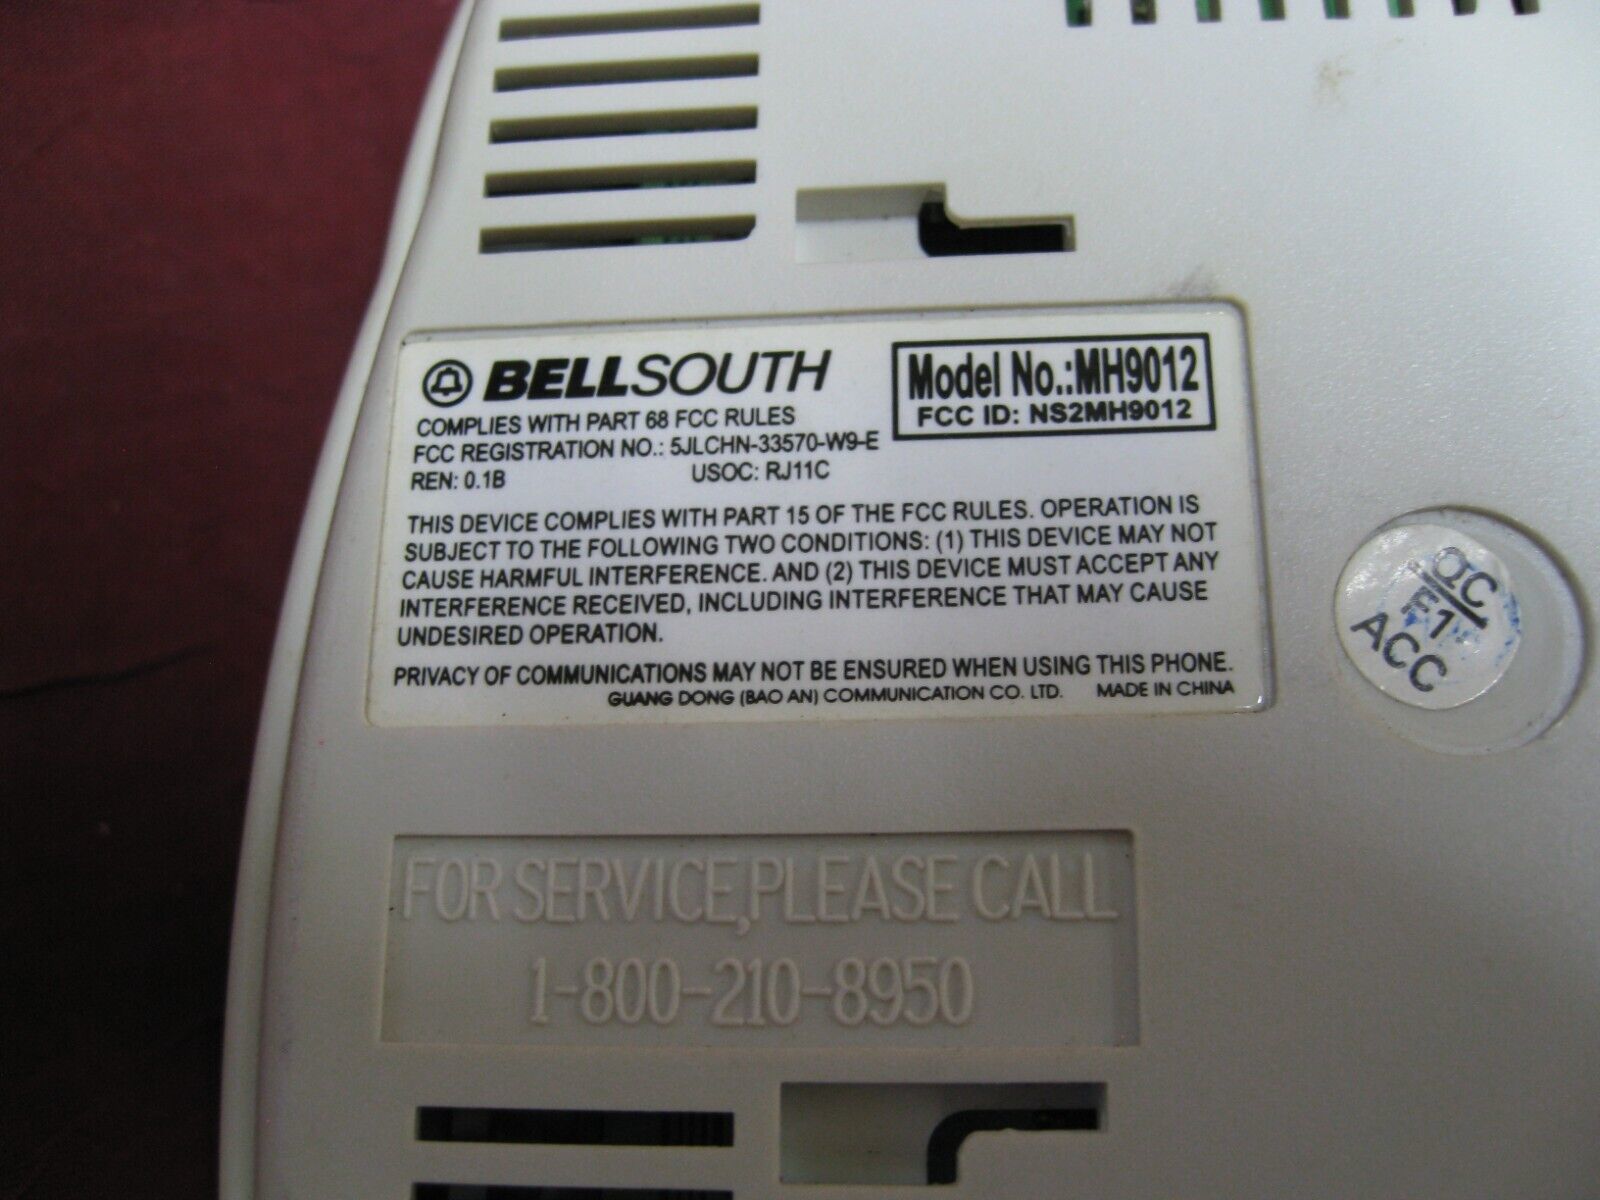 BELLSOUTH
Model No.:MH9012
FCC ID: NS2MH9012
COMPLIES WITH PART 68 FCC RULES
FCC REGISTRATION NO.: 5JLCHN-33570-W9-E
REN: 0.1B USOC: RJ11C
THIS DEVICE COMPLIES WITH PART 15 OF THE FCC RULES. OPERATION IS
SUBJECT TO THE FOLLOWING TWO CONDITIONS: (1) THIS DEVICE MAY NOT
CAUSE HARMFUL INTERFERENCE. AND (2) THIS DEVICE MUST ACCEPT ANY
INTERFERENCE RECEIVED, INCLUDING INTERFERENCE THAT MAY CAUSE
UNDESIRED OPERATION.
PRIVACY OF COMMUNICATIONS MAY NOT BE ENSURED WHEN USING THIS PHONE.
GUANG DONG (BAO AN) COMMUNICATION CO. LTD. MADE IN CHINA
QC
1
ACC
FOR SERVICE,PLEASE CALL
1-800-210-8950